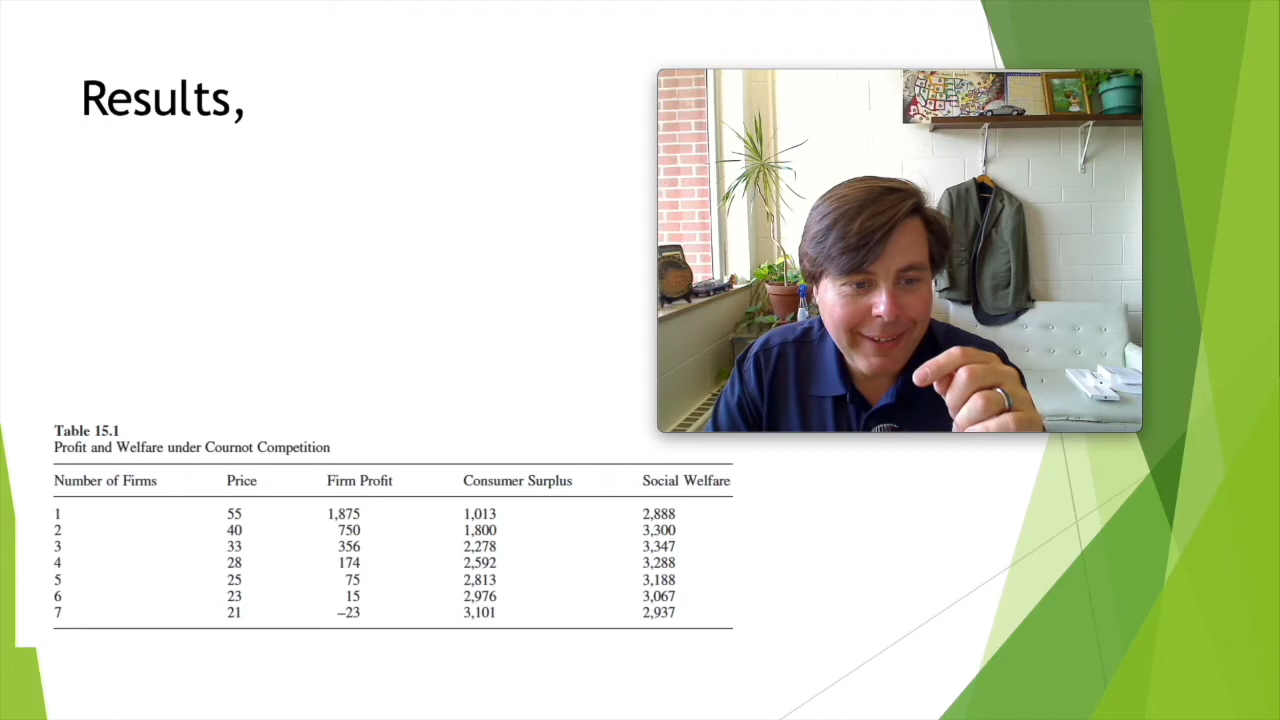 Results,
Table 15.1
Profit and Welfare under Cournot Competition
Number of Firms Price Firm Profit Consumer Surplus Social Welfare
1 55 1,875 1,013 2,888
2 40 750 1,800 3,300
3 33 356 2,278 3,347
4 28 174 2,592 3,288
5 25 75 2,813 3,188
6 23 15 2,976 3,067
7 21 –23 3,101 2,937